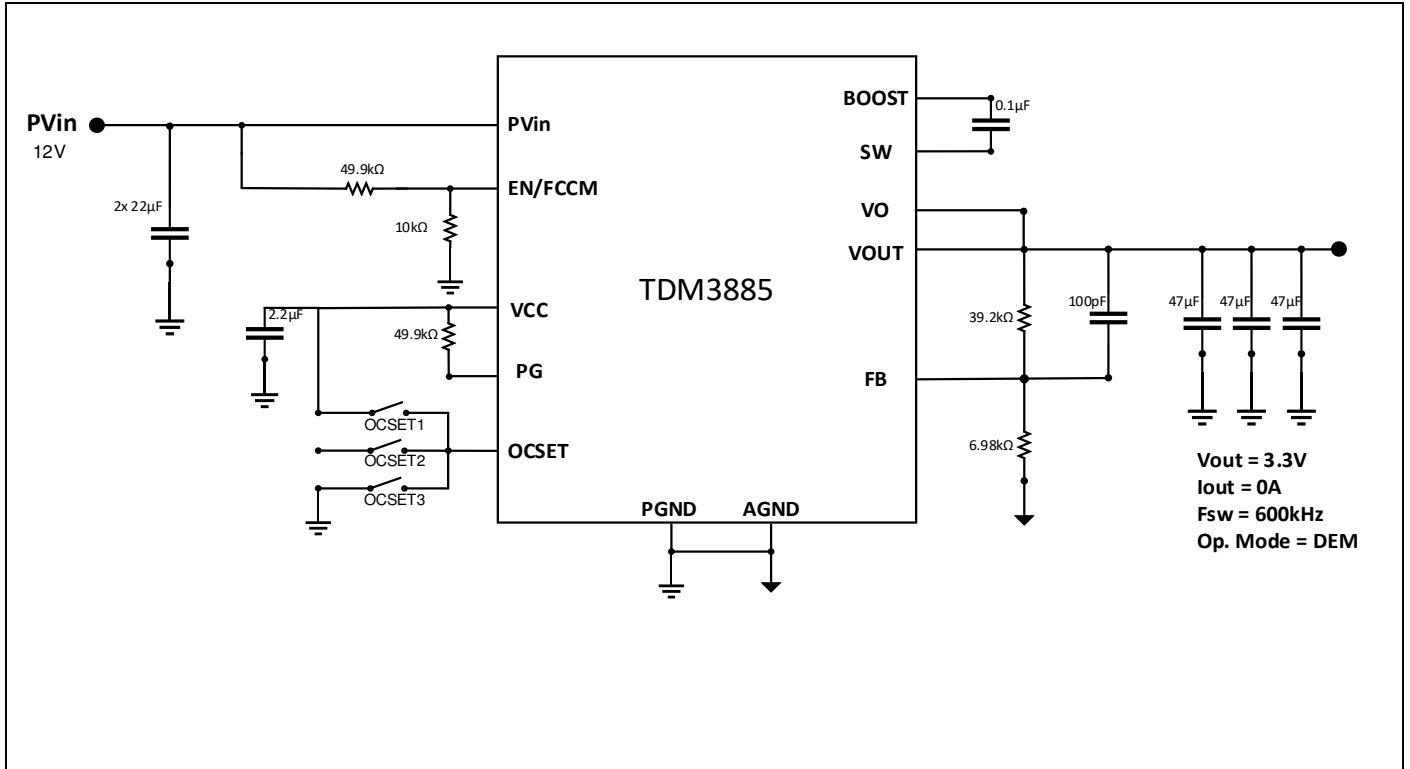 BOOST
0.1µF
PVin
12V
PVin
SW
49.9kΩ
EN/FCCM
2x 22µF
10kΩ
VO
VOUT
TDM3885
2.2µF
VCC
49.9kΩ
PG
39.2kΩ
100pF
47µF
47µF
47µF
FB
OCSET1
OCSET2
OCSET3
OCSET
6.98kΩ
PGND
AGND
Vout = 3.3V
Iout = 0A
Fsw = 600kHz
Op. Mode = DEM